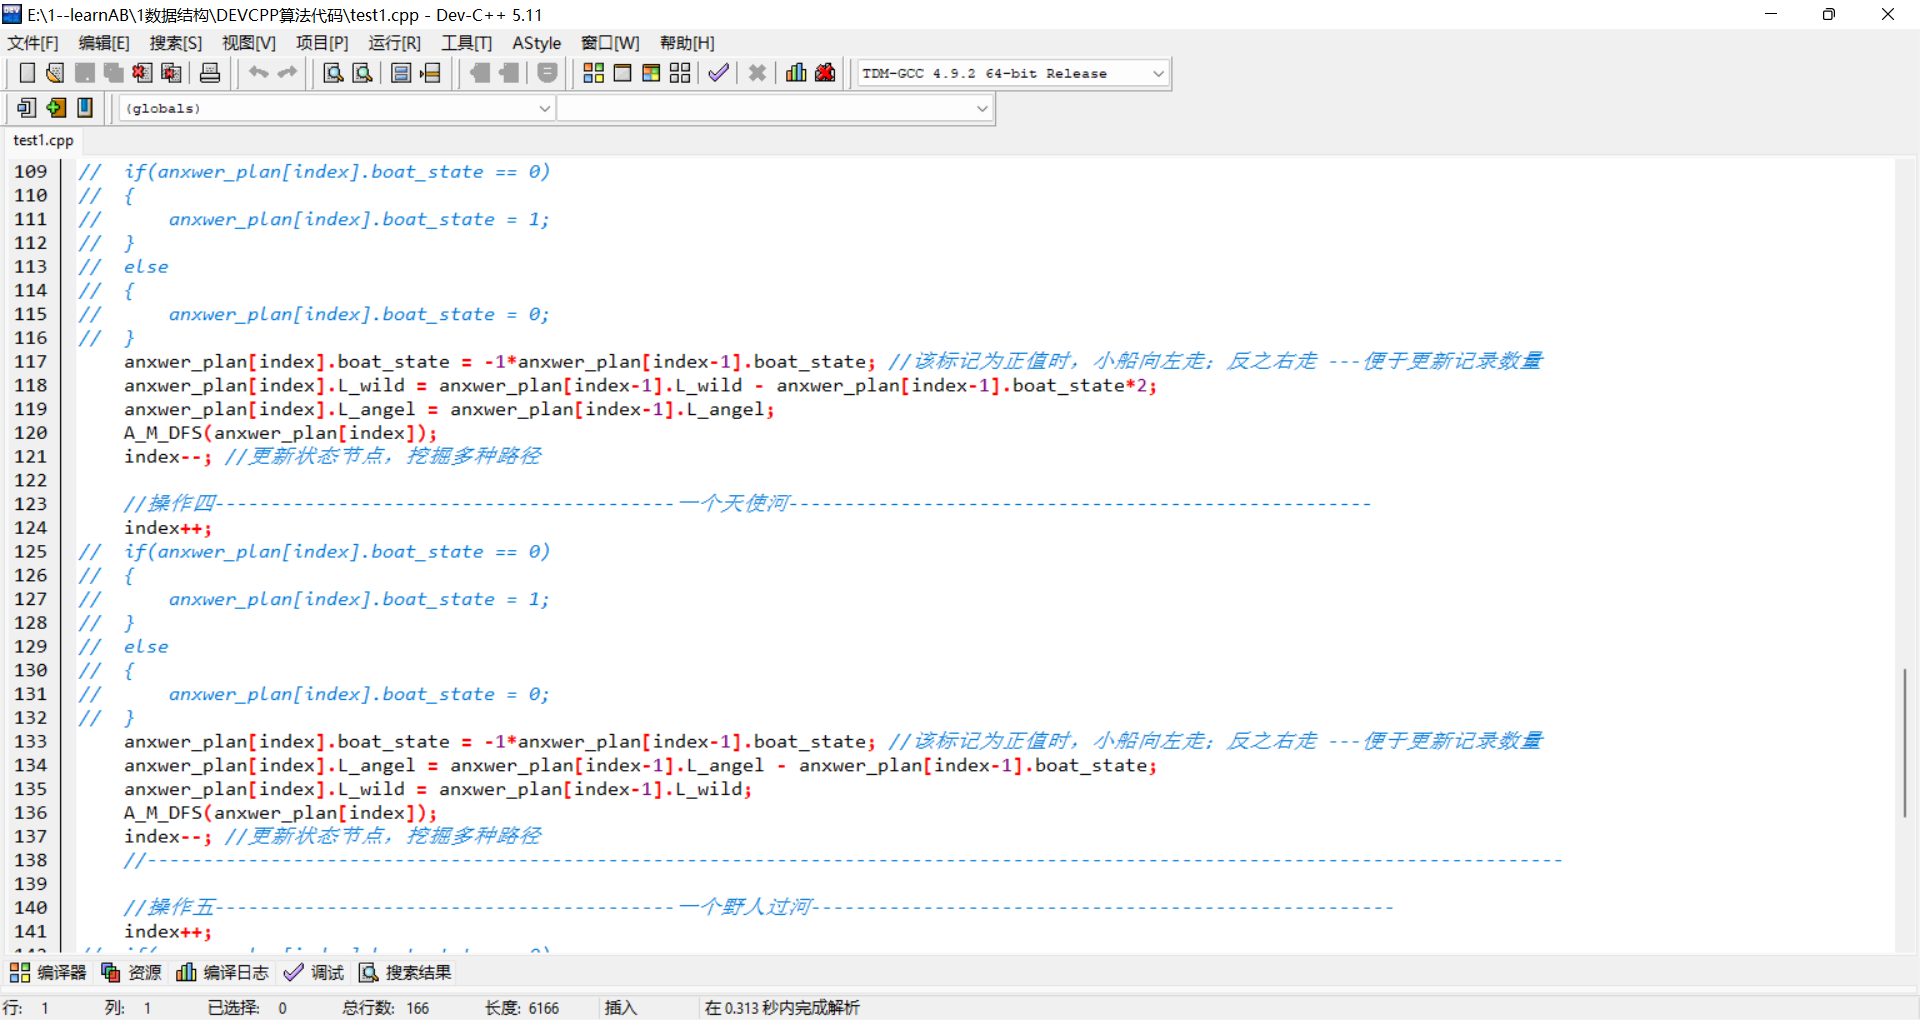 E:\1--learnAB\1数据结构\DEVCPP算法代码\test1.cpp - Dev-C++ 5.11
文件[F] 编辑[E] 搜索[S] 视图[V] 项目[P] 运行[R] 工具[T] AStyle 窗口[W] 帮助[H]
TDM-GCC 4.9.2 64-bit Release
(globals)
test1.cpp
109 // if(anxwer_plan[index].boat_state == 0)
110 // {
111 // anxwer_plan[index].boat_state = 1;
112 // }
113 // else
114 // {
115 // anxwer_plan[index].boat_state = 0;
116 // }
117 anxwer_plan[index].boat_state = -1*anxwer_plan[index-1].boat_state; //该标记为正值时，小船向左走；反之右走 ---便于更新记录数量
118 anxwer_plan[index].L_wild = anxwer_plan[index-1].L_wild - anxwer_plan[index-1].boat_state*2;
119 anxwer_plan[index].L_angel = anxwer_plan[index-1].L_angel;
120 A_M_DFS(anxwer_plan[index]);
121 index--; //更新状态节点，挖掘多种路径
122
123 //操作四-----------------------------------------一个天使河----------------------------------------------------
124 index++;
125 // if(anxwer_plan[index].boat_state == 0)
126 // {
127 // anxwer_plan[index].boat_state = 1;
128 // }
129 // else
130 // {
131 // anxwer_plan[index].boat_state = 0;
132 // }
133 anxwer_plan[index].boat_state = -1*anxwer_plan[index-1].boat_state; //该标记为正值时，小船向左走；反之右走 ---便于更新记录数量
134 anxwer_plan[index].L_angel = anxwer_plan[index-1].L_angel - anxwer_plan[index-1].boat_state;
135 anxwer_plan[index].L_wild = anxwer_plan[index-1].L_wild;
136 A_M_DFS(anxwer_plan[index]);
137 index--; //更新状态节点，挖掘多种路径
138 //------------------------------------------------------------------------------------------------------------------------------
139
140 //操作五-----------------------------------------一个野人过河----------------------------------------------------
141 index++;
编译器 资源 编译日志 调试 搜索结果
行: 1 列: 1 已选择: 0 总行数: 166 长度: 6166 插入 在 0.313 秒内完成解析